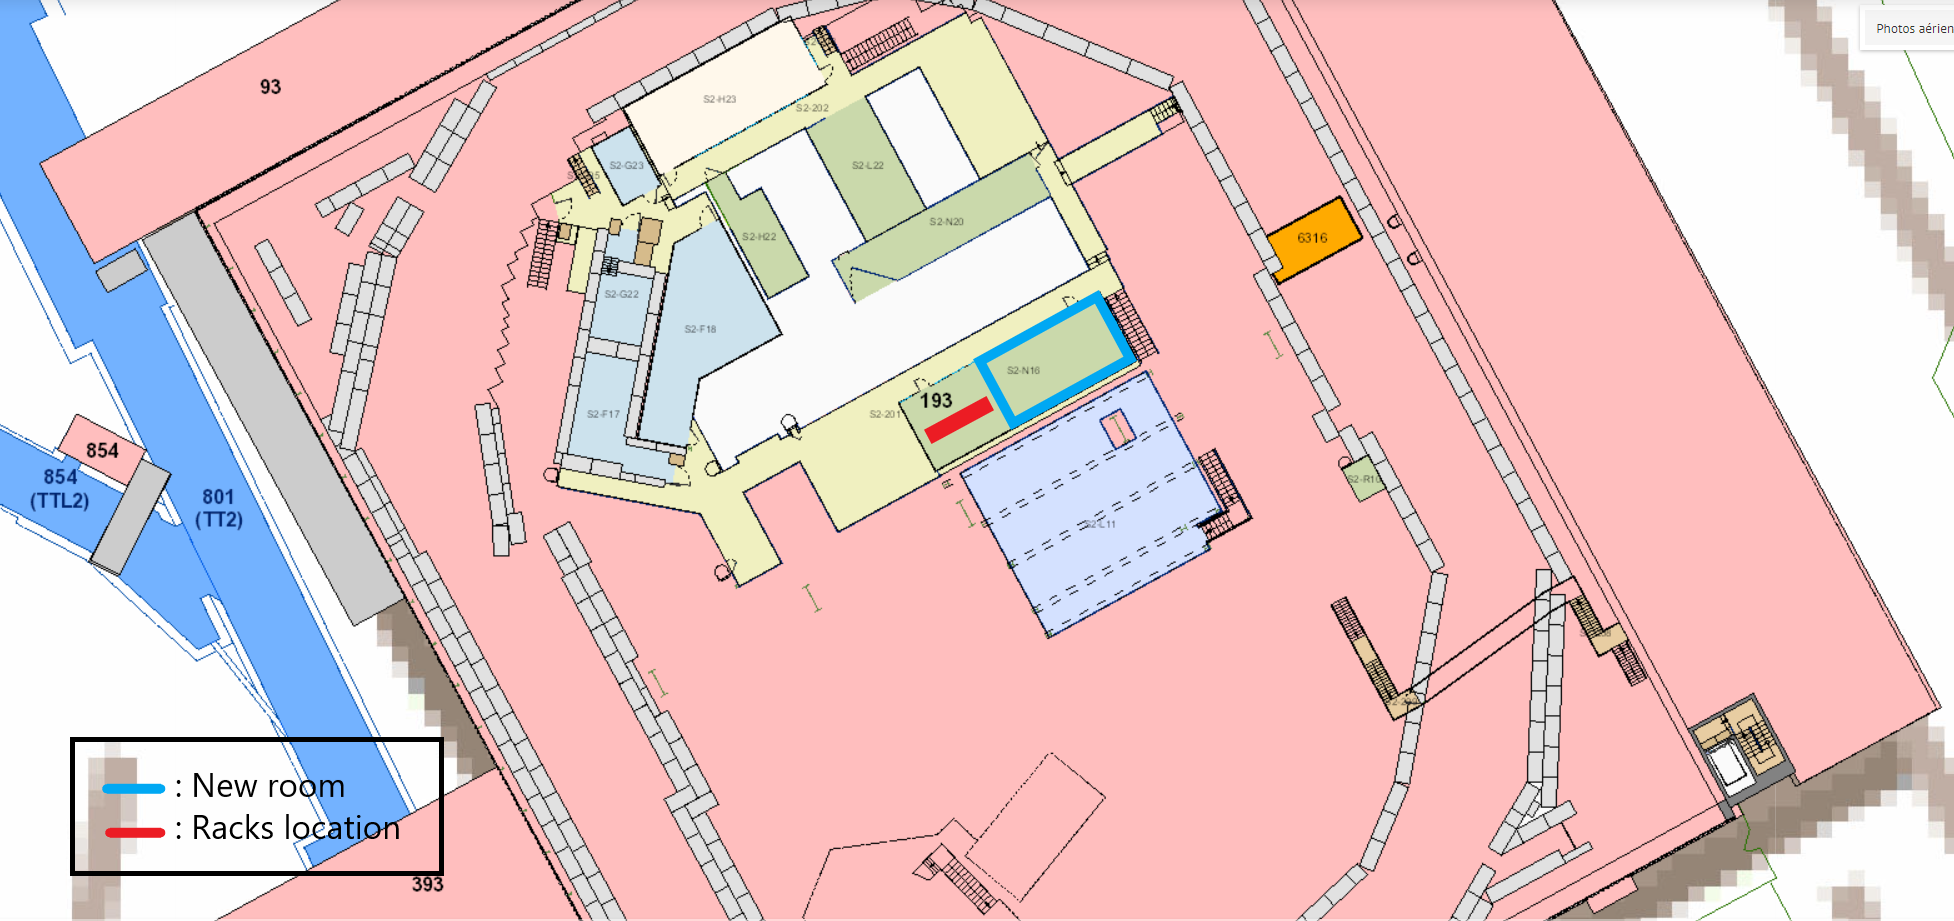 Photos aérien
93
S2-H23
S2-202
S2-G23
S2-L22
S2-N20
S2-H22
6316
S2-G22
S2-F18
S2-N16
193
S2-201
S2-F17
854
854
(TTL2)
801
(TT2)
S2-R10
S2-L11
: New room
: Racks location
393